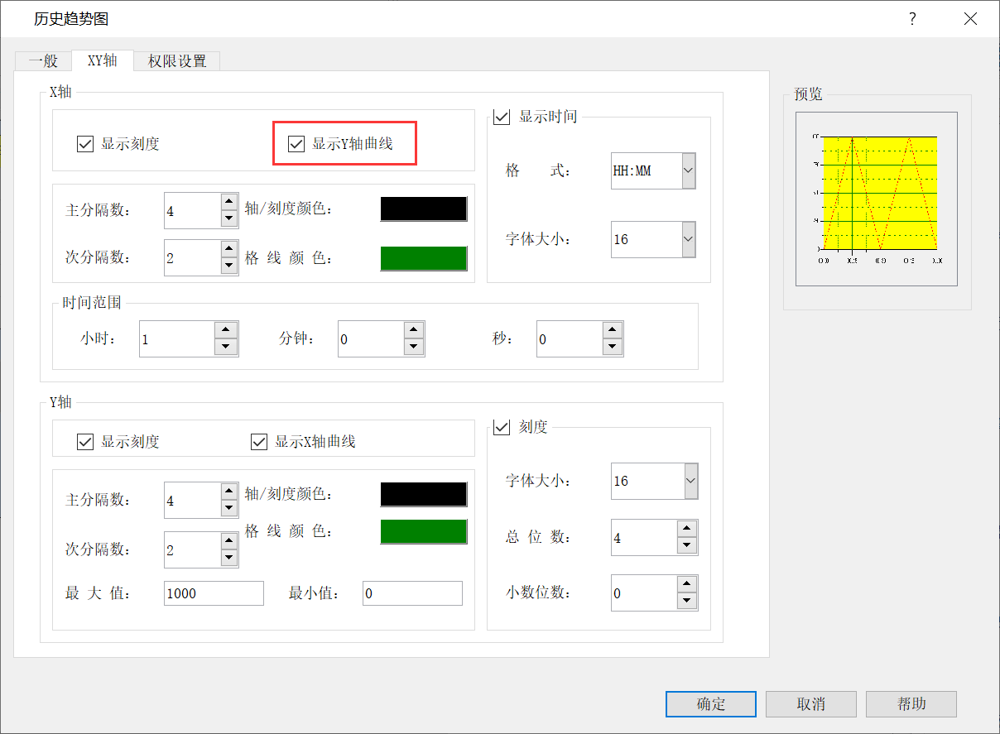 历史趋势图
?
一般 XY轴 权限设置
X轴
显示刻度 显示Y轴曲线
主分隔数: 4 轴/刻度颜色:
次分隔数: 2 格 线 颜 色:
显示时间
格 式: HH:MM
字体大小: 16
时间范围
小时: 1 分钟: 0 秒: 0
Y轴
显示刻度 显示X轴曲线
主分隔数: 4 轴/刻度颜色:
次分隔数: 2 格 线 颜 色:
最 大 值: 1000 最小值: 0
刻度
字体大小: 16
总 位 数: 4
小数位数: 0
预览
确定 取消 帮助